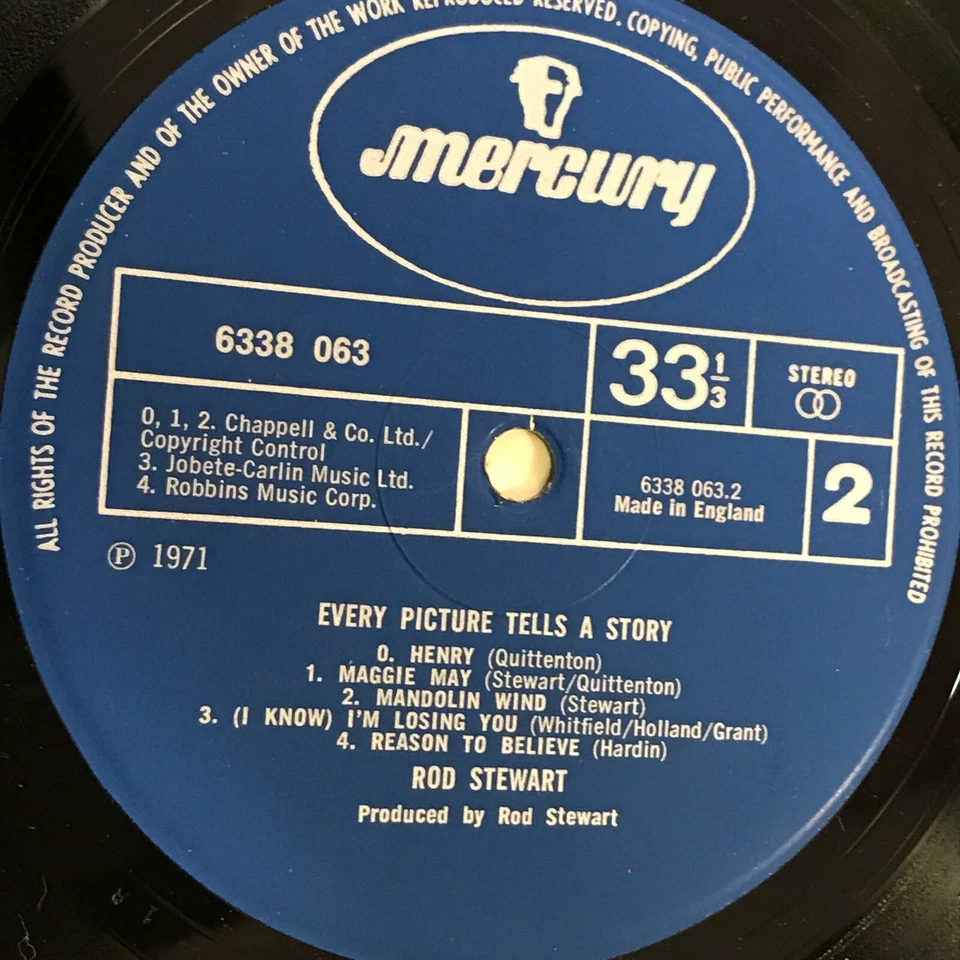 ALL RIGHTS OF THE RECORD PRODUCER AND OF THE OWNER OF THE WORK REPRODUCED RESERVED. COPYING, PUBLIC PERFORMANCE AND BROADCASTING OF THIS RECORD PROHIBITED
mercury
6338 063
33 1/3
STEREO
0, 1, 2. Chappell & Co. Ltd./
Copyright Control
3. Jobete-Carlin Music Ltd.
4. Robbins Music Corp.
6338 063.2
Made in England
2
Ⓟ 1971
EVERY PICTURE TELLS A STORY
0. HENRY (Quittenton)
1. MAGGIE MAY (Stewart/Quittenton)
2. MANDOLIN WIND (Stewart)
3. (I KNOW) I'M LOSING YOU (Whitfield/Holland/Grant)
4. REASON TO BELIEVE (Hardin)
ROD STEWART
Produced by Rod Stewart